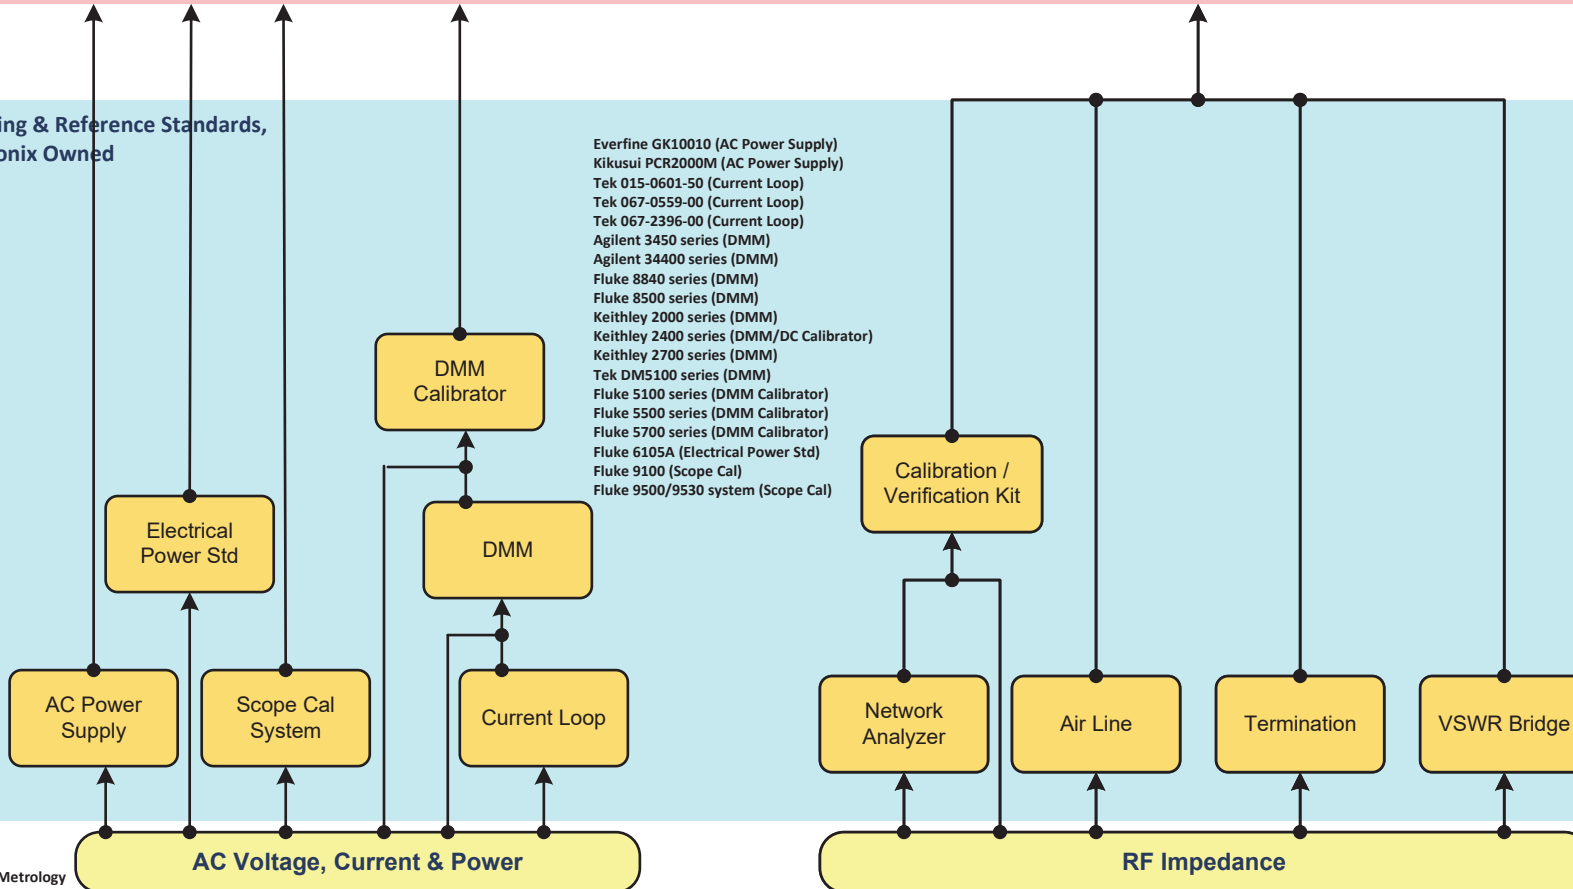 ing & Reference Standards,
onix Owned
Everfine GK10010 (AC Power Supply)
Kikusui PCR2000M (AC Power Supply)
Tek 015-0601-50 (Current Loop)
Tek 067-0559-00 (Current Loop)
Tek 067-2396-00 (Current Loop)
Agilent 3450 series (DMM)
Agilent 34400 series (DMM)
Fluke 8840 series (DMM)
Fluke 8500 series (DMM)
Keithley 2000 series (DMM)
Keithley 2400 series (DMM/DC Calibrator)
Keithley 2700 series (DMM)
Tek DM5100 series (DMM)
Fluke 5100 series (DMM Calibrator)
Fluke 5500 series (DMM Calibrator)
Fluke 5700 series (DMM Calibrator)
Fluke 6105A (Electrical Power Std)
Fluke 9100 (Scope Cal)
Fluke 9500/9530 system (Scope Cal)
DMM
Calibrator
Calibration /
Verification Kit
Electrical
Power Std
DMM
AC Power
Supply
Scope Cal
System
Current Loop
Network
Analyzer
Air Line
Termination
VSWR Bridge
AC Voltage, Current & Power
RF Impedance
Metrology